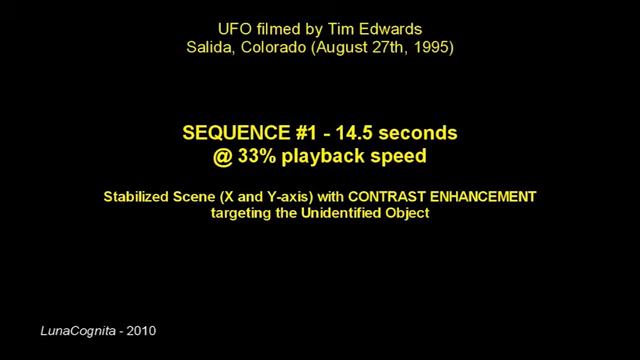 UFO filmed by Tim Edwards
Salida, Colorado (August 27th, 1995)
SEQUENCE #1 - 14.5 seconds
@ 33% playback speed
Stabilized Scene (X and Y-axis) with CONTRAST ENHANCEMENT
targeting the Unidentified Object
LunaCognita - 2010